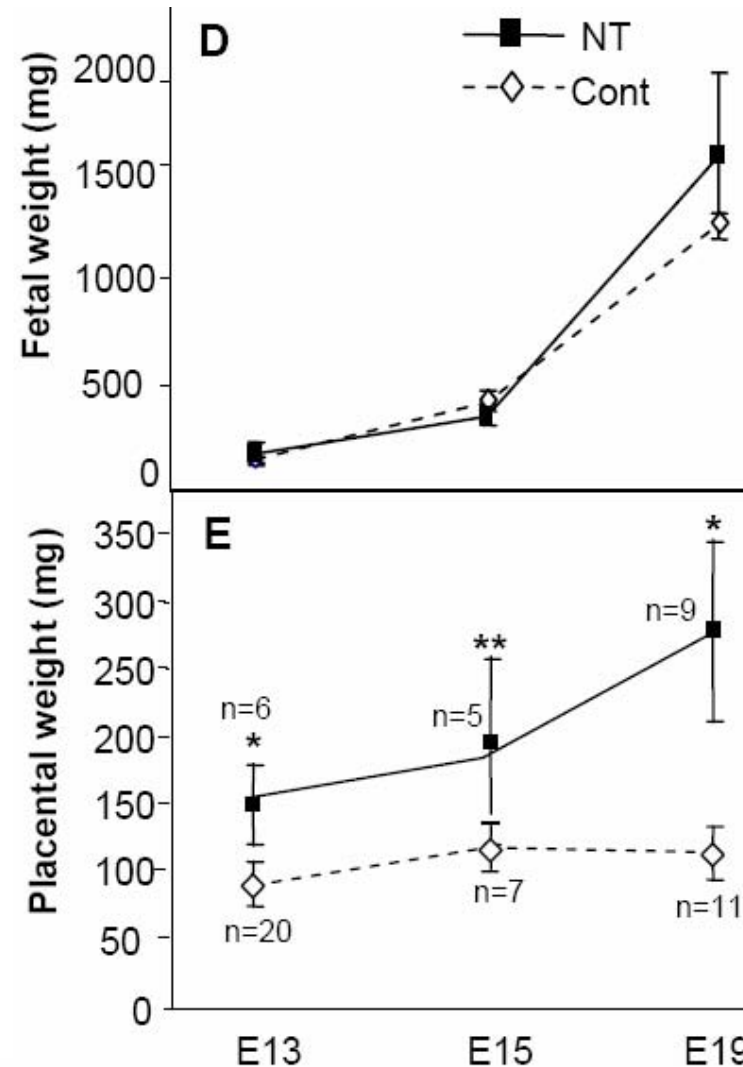 D
NT
Cont
Fetal weight (mg)
2000
1500
1000
500
0
E
Placental weight (mg)
350
300
250
200
150
100
50
0
*
n=9
**
n=6
n=5
*
n=20
n=7
n=11
E13
E15
E19